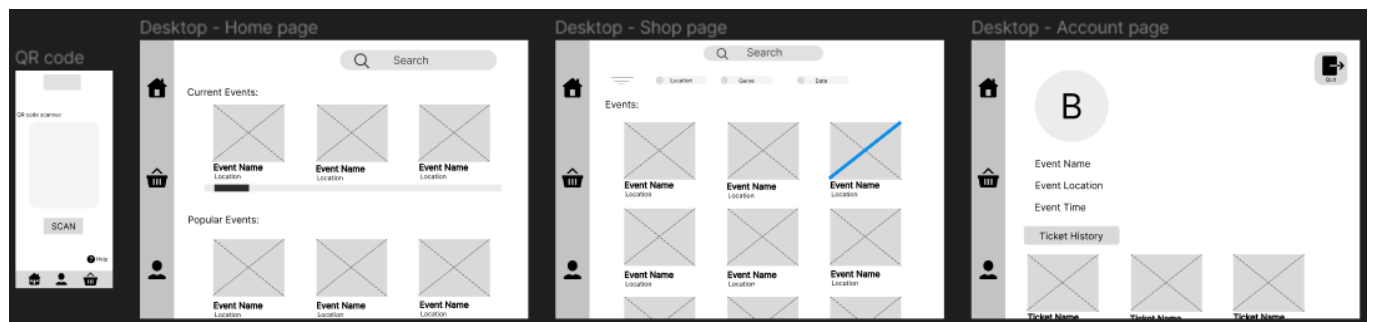 QR code
QR code scanner:
SCAN
? Help
Desktop - Home page
Search
Current Events:
Event Name Event Name Event Name
Location Location Location
Popular Events:
Event Name Event Name Event Name
Location Location Location
Desktop - Shop page
Search
Location Genre Date
Events:
Event Name Event Name Event Name
Location Location Location
Event Name Event Name Event Name
Location Location Location
Desktop - Account page
Quit
B
Event Name
Event Location
Event Time
Ticket History
Ticket Name Ticket Name Ticket Name